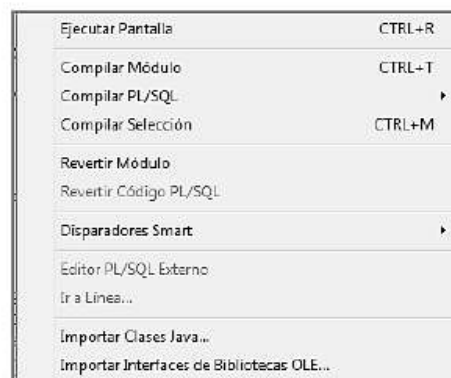 Ejecutar Pantalla CTRL+R
Compilar Módulo CTRL+T
Compilar PL/SQL
Compilar Selección CTRL+M
Revertir Módulo
Revertir Código PL/SQL
Disparadores Smart
Editor PL/SQL Externo
Ir a Línea...
Importar Clases Java...
Importar Interfaces de Bibliotecas OLE...